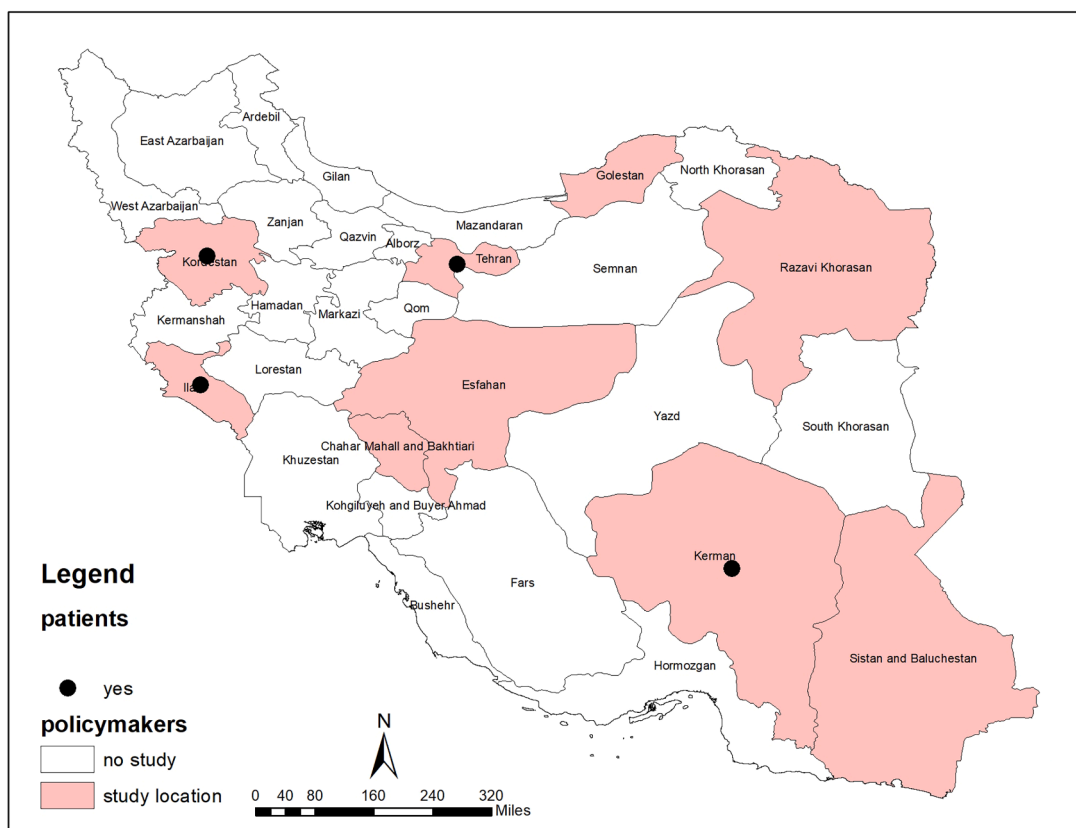 Ardebil
East Azarbaijan
Gilan
Golestan
North Khorasan
West Azarbaijan
Zanjan
Mazandaran
Qazvin
Alborz
Kordestan
Tehran
Semnan
Razavi Khorasan
Hamadan
Markazi
Qom
Kermanshah
Lorestan
Esfahan
Yazd
South Khorasan
Chahar Mahall and Bakhtiari
Khuzestan
Kohgiluyeh and Buyer Ahmad
Kerman
Fars
Bushehr
Sistan and Baluchestan
Hormozgan
Legend
patients
yes
policymakers
no study
study location
N
0 40 80 160 240 320
Miles